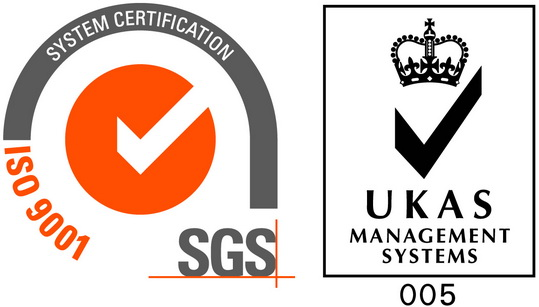 SYSTEM CERTIFICATION
ISO 9001
SGS
UKAS
MANAGEMENT
SYSTEMS
005